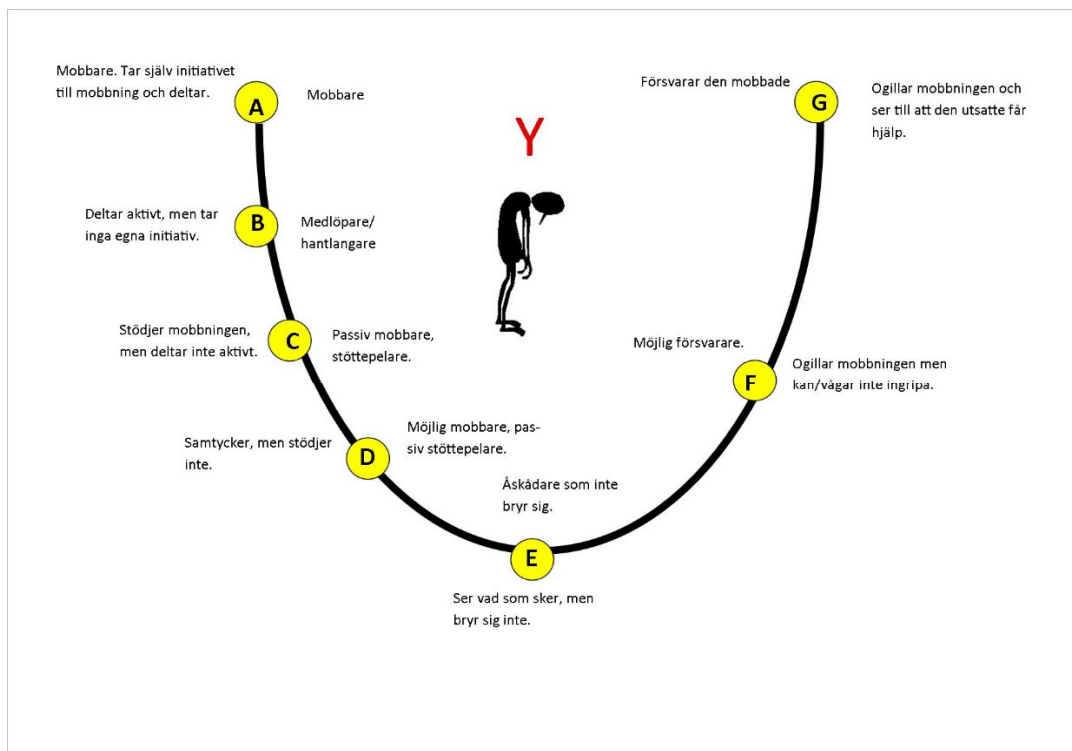 Mobbare. Tar själv initiativet
till mobbning och deltar.
A
Mobbare
Försvarar den mobbade
G
Ogillar mobbningen och
ser till att den utsatte får
hjälp.
Y
Deltar aktivt, men tar
inga egna initiativ.
B
Medlöpare/
hantlangare
Stödjer mobbningen,
men deltar inte aktivt.
C
Passiv mobbare,
stöttepelare.
Möjlig försvarare.
F
Ogillar mobbningen men
kan/vågar inte ingripa.
Samtycker, men stödjer
inte.
D
Möjlig mobbare, pas-
siv stöttepelare.
Åskådare som inte
bryr sig.
E
Ser vad som sker, men
bryr sig inte.